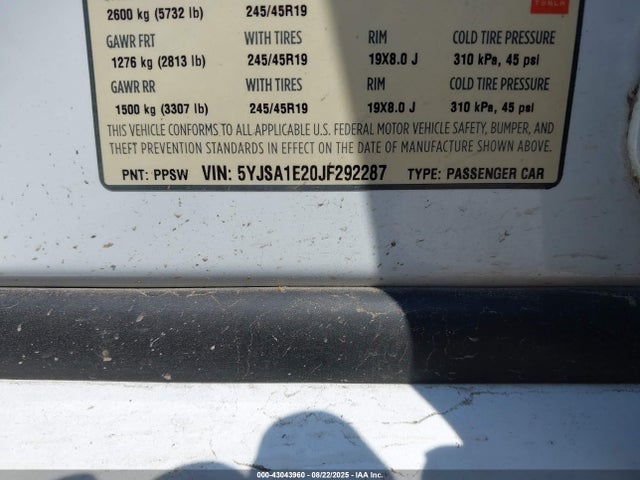 2600 kg (5732 lb) 245/45R19
TESLA
GAWR FRT WITH TIRES RIM COLD TIRE PRESSURE
1276 kg (2813 lb) 245/45R19 19X8.0 J 310 kPa, 45 psi
GAWR RR WITH TIRES RIM COLD TIRE PRESSURE
1500 kg (3307 lb) 245/45R19 19X8.0 J 310 kPa, 45 psi
THIS VEHICLE CONFORMS TO ALL APPLICABLE U.S. FEDERAL MOTOR VEHICLE SAFETY, BUMPER, AND
THEFT PREVENTION STANDARDS IN EFFECT ON THE DATE OF MANUFACTURE SHOWN ABOVE.
PNT: PPSW VIN: 5YJSA1E20JF292287 TYPE: PASSENGER CAR
000-43043960 - 08/22/2025 - IAA Inc.